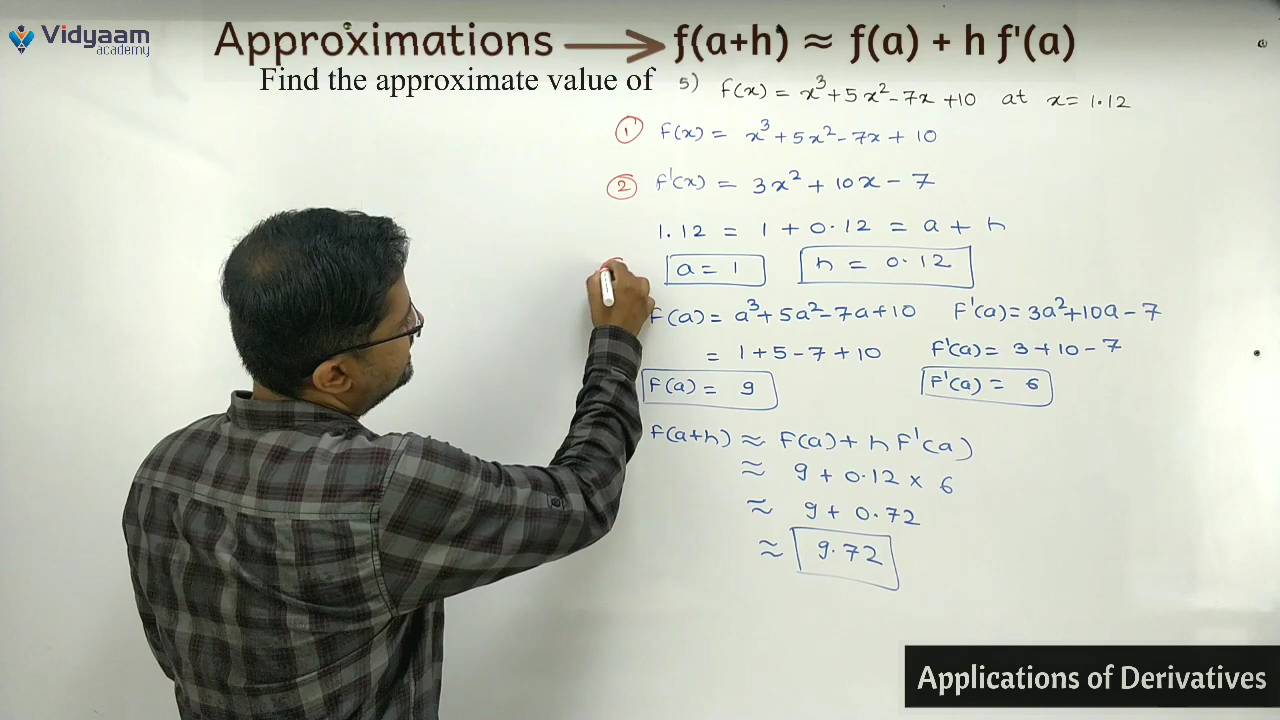 Vidyaam
academy
Approximations → f(a+h) ≈ f(a) + h f'(a)
Find the approximate value of 5) f(x) = x³+5x²-7x+10 at x=1.12
① f(x) = x³+5x²-7x+10
② f'(x) = 3x²+10x-7
1.12 = 1+0.12 = a+h
a=1 h=0.12
f(a) = a³+5a²-7a+10 F'(a)=3a²+10a-7
= 1+5-7+10 F'(a)= 3+10-7
F(a) = 9 F'(a) = 6
F(a+h) ≈ F(a)+h F'(a)
≈ 9+0.12×6
≈ 9+0.72
≈ 9.72
Applications of Derivatives